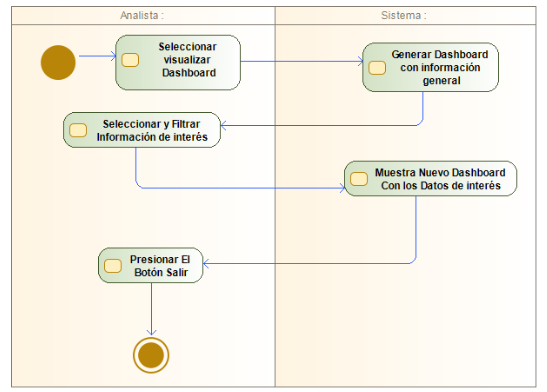 Analista :
Sistema :
Seleccionar
visualizar
Dashboard
Generar Dashboard
con información
general
Seleccionar y Filtrar
Información de interés
Muestra Nuevo Dashboard
Con los Datos de interés
Presionar El
Botón Salir